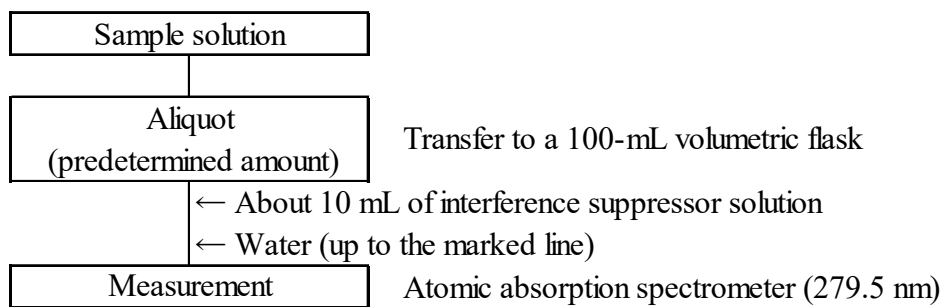 Sample solution
Aliquot
(predetermined amount)
Transfer to a 100-mL volumetric flask
← About 10 mL of interference suppressor solution
← Water (up to the marked line)
Measurement
Atomic absorption spectrometer (279.5 nm)